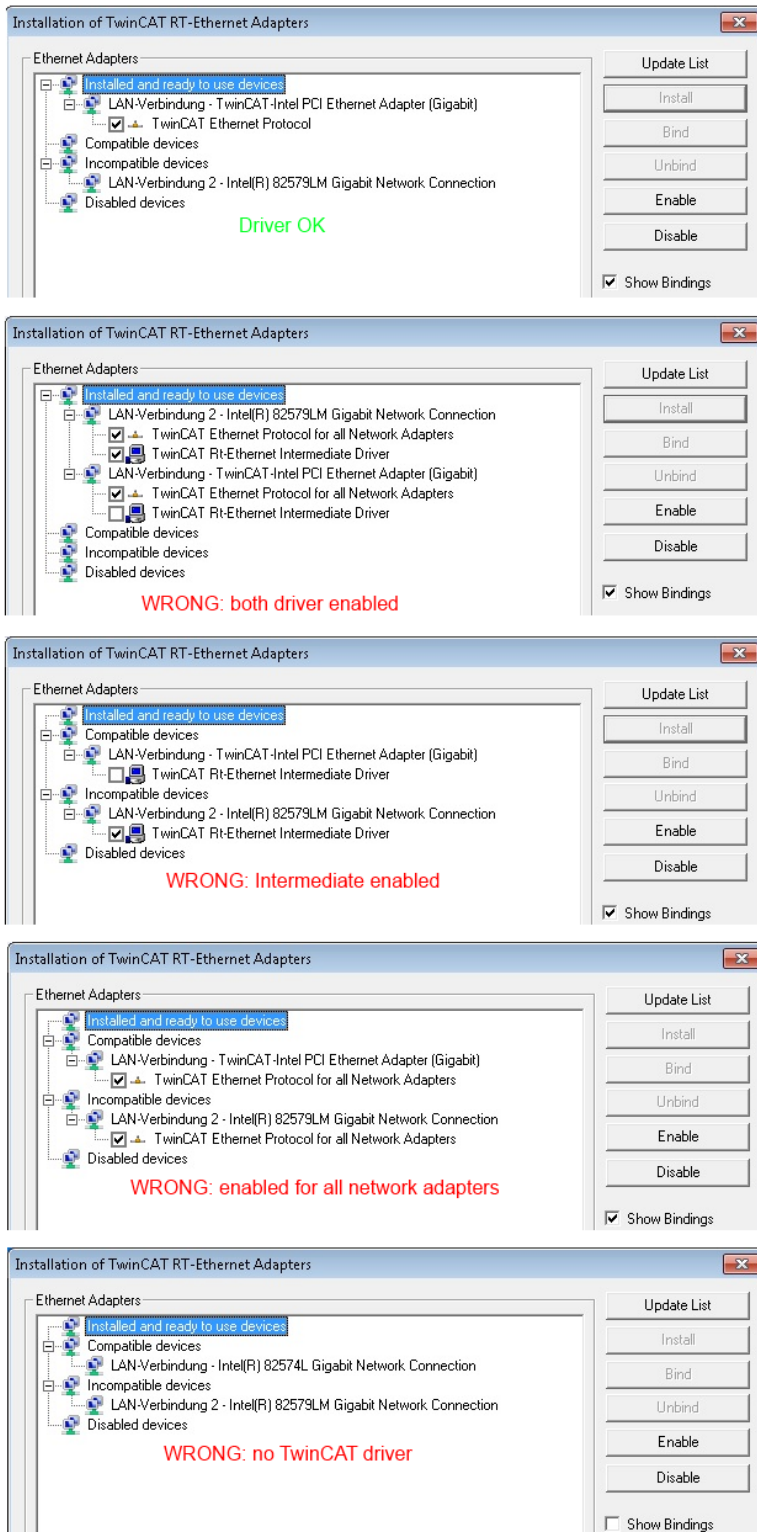 Installation of TwinCAT RT-Ethernet Adapters
Ethernet Adapters
Installed and ready to use devices
LAN-Verbindung - TwinCAT-Intel PCI Ethernet Adapter (Gigabit)
TwinCAT Ethernet Protocol
Compatible devices
Incompatible devices
LAN-Verbindung 2 - Intel(R) 82579LM Gigabit Network Connection
Disabled devices
Driver OK
Update List
Install
Bind
Unbind
Enable
Disable
Show Bindings
Installation of TwinCAT RT-Ethernet Adapters
Ethernet Adapters
Installed and ready to use devices
LAN-Verbindung 2 - Intel(R) 82579LM Gigabit Network Connection
TwinCAT Ethernet Protocol for all Network Adapters
TwinCAT Rt-Ethernet Intermediate Driver
LAN-Verbindung - TwinCAT-Intel PCI Ethernet Adapter (Gigabit)
TwinCAT Ethernet Protocol for all Network Adapters
TwinCAT Rt-Ethernet Intermediate Driver
Compatible devices
Incompatible devices
Disabled devices
WRONG: both driver enabled
Update List
Install
Bind
Unbind
Enable
Disable
Show Bindings
Installation of TwinCAT RT-Ethernet Adapters
Ethernet Adapters
Installed and ready to use devices
Compatible devices
LAN-Verbindung - TwinCAT-Intel PCI Ethernet Adapter (Gigabit)
TwinCAT Rt-Ethernet Intermediate Driver
Incompatible devices
LAN-Verbindung 2 - Intel(R) 82579LM Gigabit Network Connection
TwinCAT Rt-Ethernet Intermediate Driver
Disabled devices
WRONG: Intermediate enabled
Update List
Install
Bind
Unbind
Enable
Disable
Show Bindings
Installation of TwinCAT RT-Ethernet Adapters
Ethernet Adapters
Installed and ready to use devices
Compatible devices
LAN-Verbindung - TwinCAT-Intel PCI Ethernet Adapter (Gigabit)
TwinCAT Ethernet Protocol for all Network Adapters
Incompatible devices
LAN-Verbindung 2 - Intel(R) 82579LM Gigabit Network Connection
TwinCAT Ethernet Protocol for all Network Adapters
Disabled devices
WRONG: enabled for all network adapters
Update List
Install
Bind
Unbind
Enable
Disable
Show Bindings
Installation of TwinCAT RT-Ethernet Adapters
Ethernet Adapters
Installed and ready to use devices
Compatible devices
LAN-Verbindung - Intel(R) 82574L Gigabit Network Connection
Incompatible devices
LAN-Verbindung 2 - Intel(R) 82579LM Gigabit Network Connection
Disabled devices
WRONG: no TwinCAT driver
Update List
Install
Bind
Unbind
Enable
Disable
Show Bindings